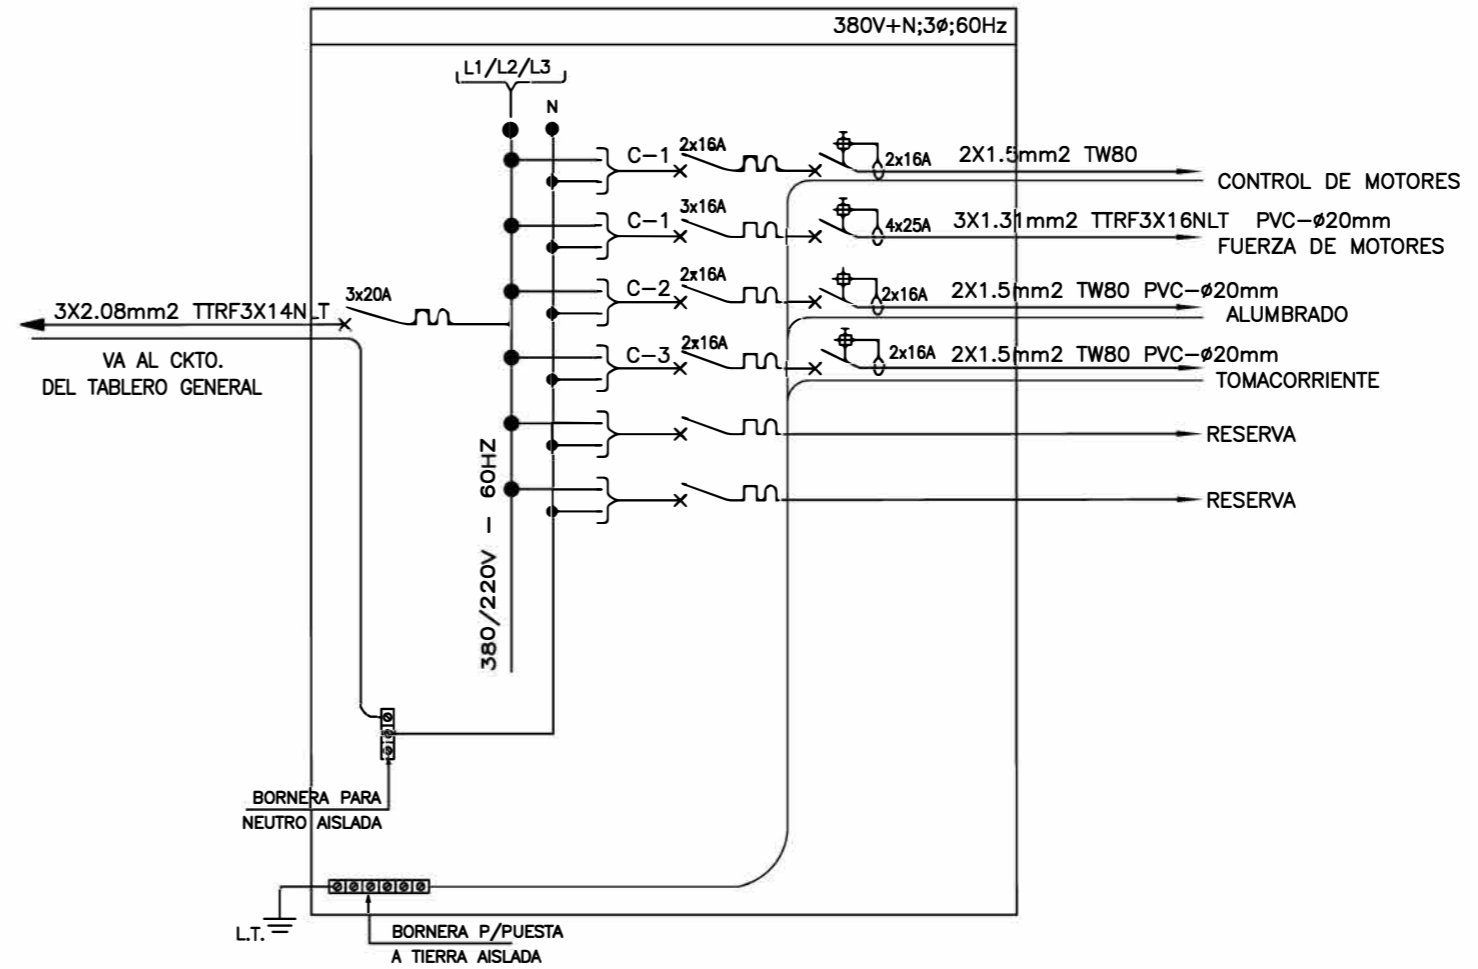 380V+N;3ø;60Hz
L1/L2/L3
N
C-1 2x16A 2x16A 2X1.5mm2 TW80
CONTROL DE MOTORES
C-1 3x16A 4x25A 3X1.31mm2 TTRF3X16NLT PVC-ø20mm
FUERZA DE MOTORES
C-2 2x16A 2x16A 2X1.5mm2 TW80 PVC-ø20mm
ALUMBRADO
3X2.08mm2 TTRF3X14NLT 3x20A
VA AL CKTO.
DEL TABLERO GENERAL
C-3 2x16A 2x16A 2X1.5mm2 TW80 PVC-ø20mm
TOMACORRIENTE
RESERVA
RESERVA
380/220V - 60HZ
BORNERA PARA
NEUTRO AISLADA
L.T.
BORNERA P/PUESTA
A TIERRA AISLADA